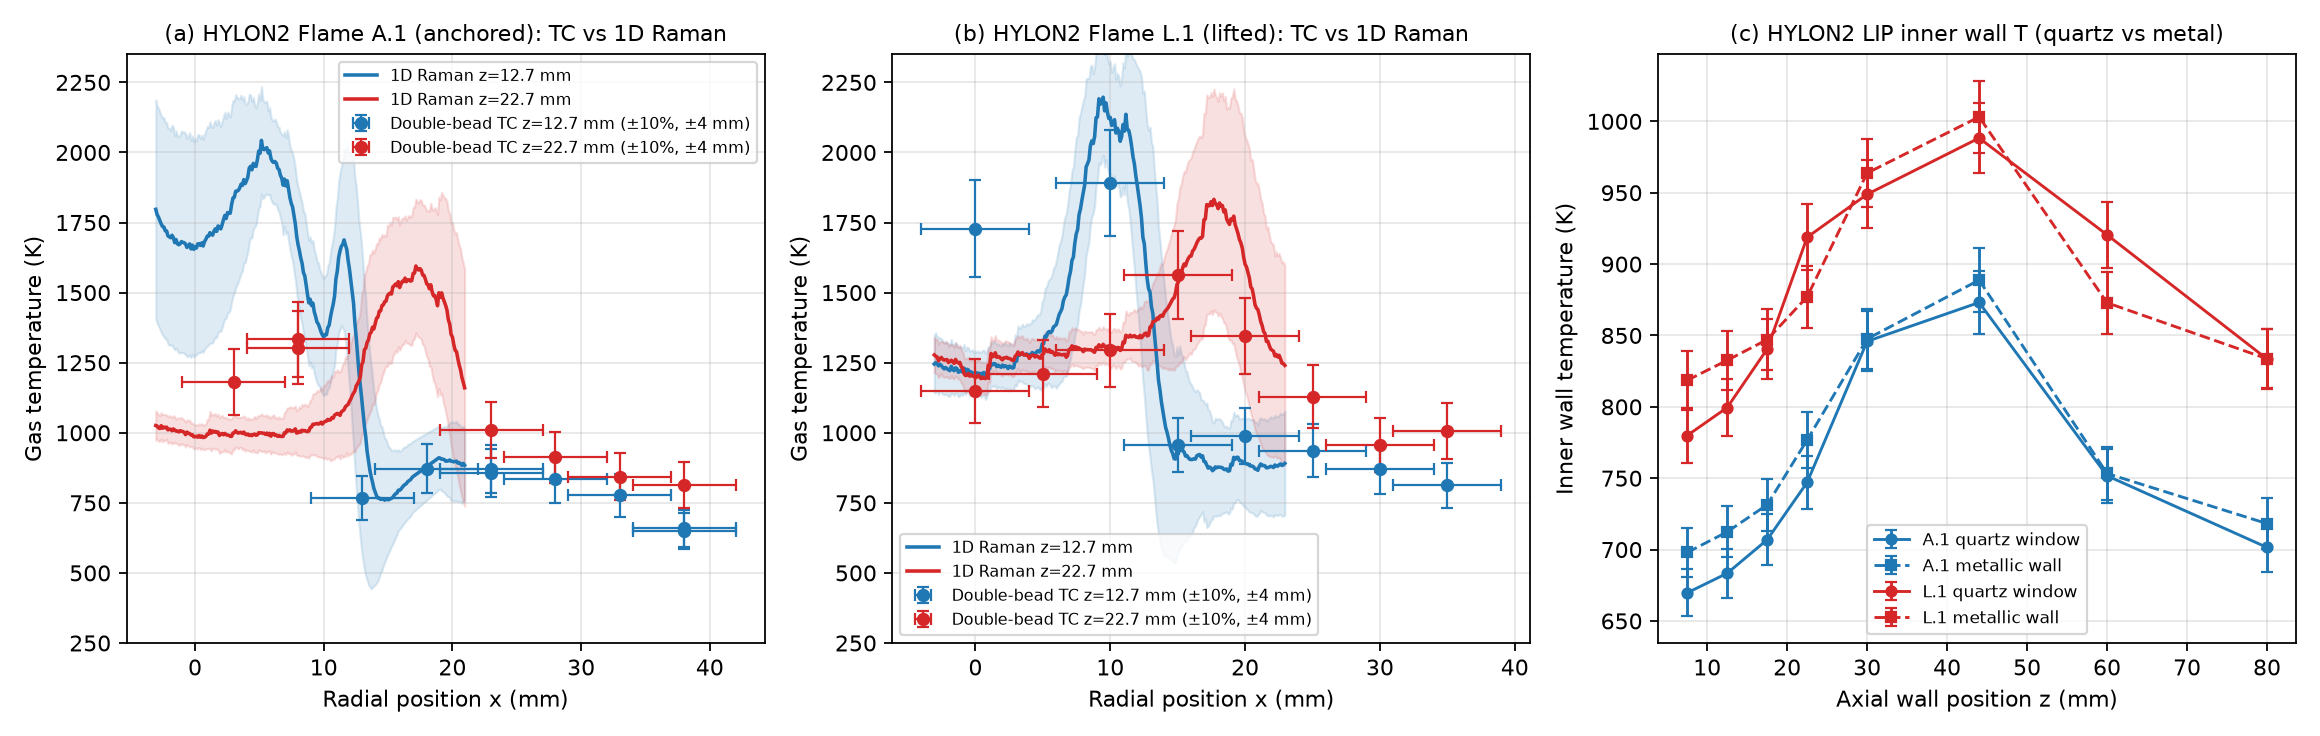 (a) HYLON2 Flame A.1 (anchored): TC vs 1D Raman
Gas temperature (K)
2250
2000
1750
1500
1250
1000
750
500
250
1D Raman z=12.7 mm
1D Raman z=22.7 mm
Double-bead TC z=12.7 mm (±10%, ±4 mm)
Double-bead TC z=22.7 mm (±10%, ±4 mm)
0 10 20 30 40
Radial position x (mm)
(b) HYLON2 Flame L.1 (lifted): TC vs 1D Raman
Gas temperature (K)
2250
2000
1750
1500
1250
1000
750
500
250
1D Raman z=12.7 mm
1D Raman z=22.7 mm
Double-bead TC z=12.7 mm (±10%, ±4 mm)
Double-bead TC z=22.7 mm (±10%, ±4 mm)
0 10 20 30 40
Radial position x (mm)
(c) HYLON2 LIP inner wall T (quartz vs metal)
Inner wall temperature (K)
1000
950
900
850
800
750
700
650
A.1 quartz window
A.1 metallic wall
L.1 quartz window
L.1 metallic wall
10 20 30 40 50 60 70 80
Axial wall position z (mm)